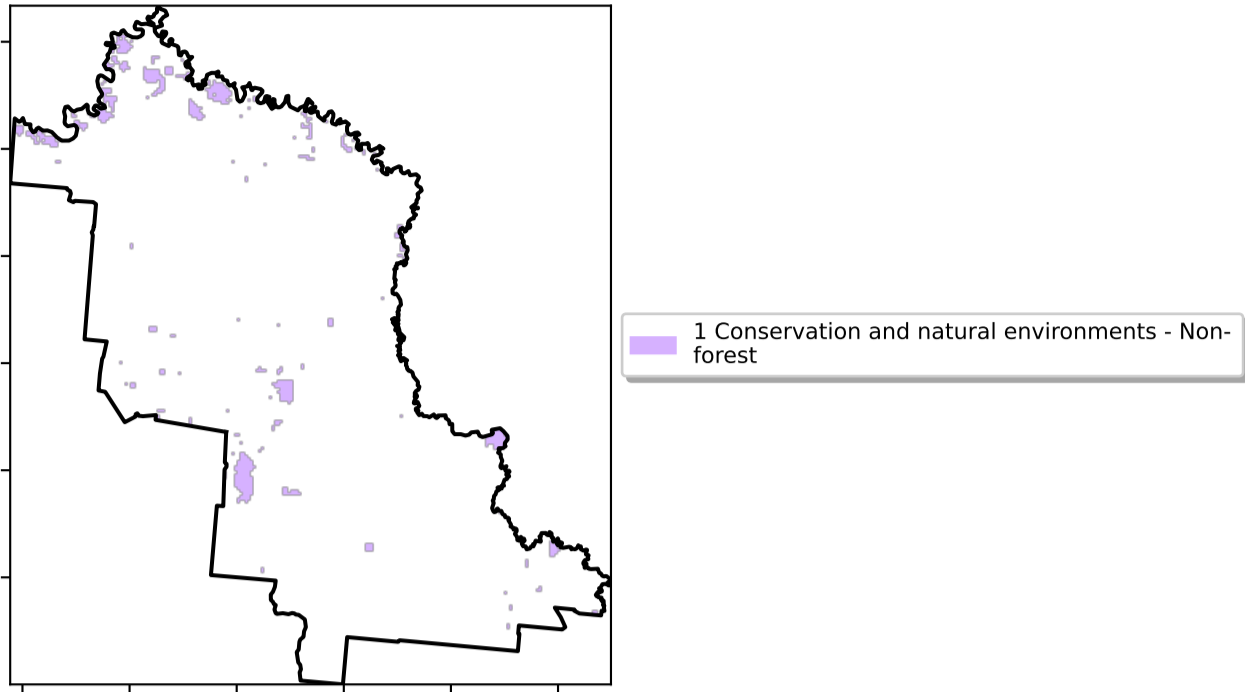 1 Conservation and natural environments - Non-
forest